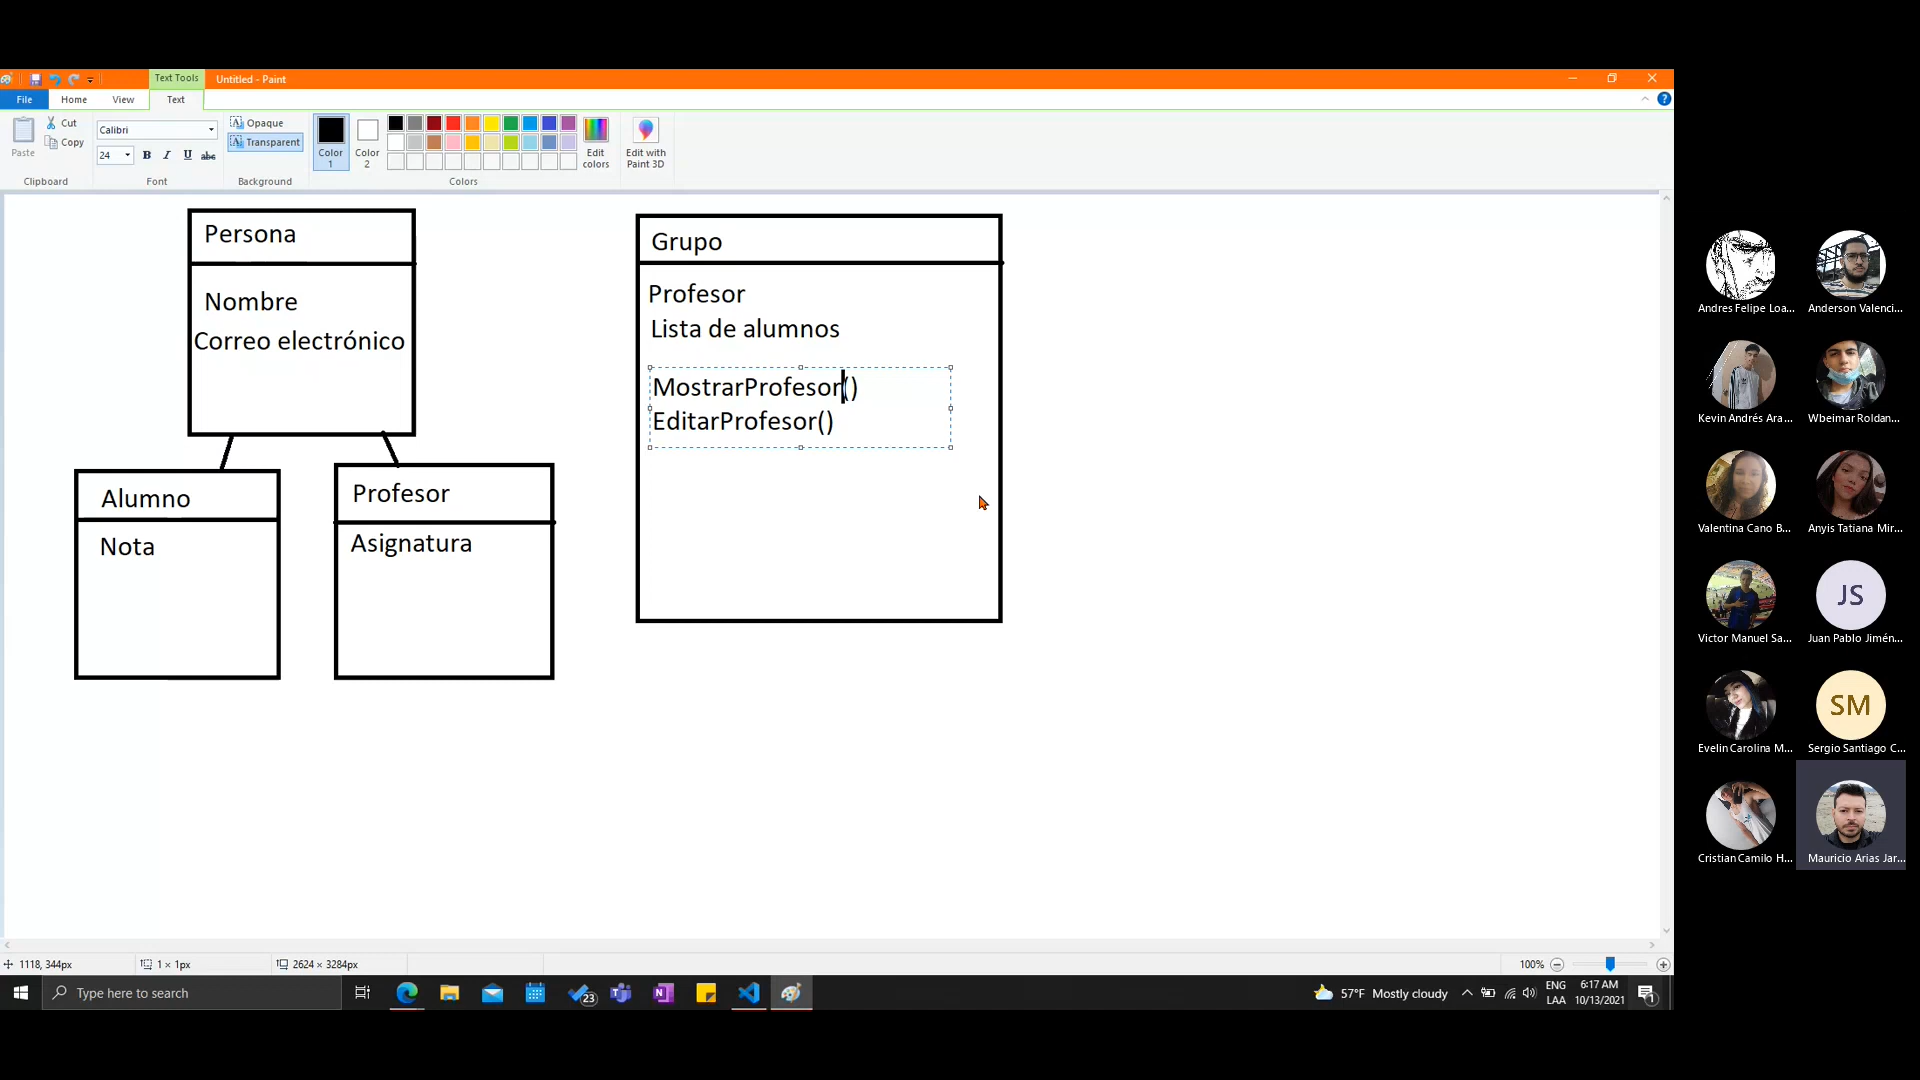 Text Tools
Untitled - Paint
File
Home
View
Text
Paste
Cut
Copy
Clipboard
Calibri
24
B
I
U
abc
Font
Opaque
Transparent
Background
Color
1
Color
2
Edit
colors
Edit with
Paint 3D
Colors
Persona
Nombre
Correo electrónico
Alumno
Nota
Profesor
Asignatura
Grupo
Profesor
Lista de alumnos
MostrarProfesor()
EditarProfesor()
1118, 344px
1 × 1px
2624 × 3284px
100%
Type here to search
23
57°F Mostly cloudy
ENG
LAA
6:17 AM
10/13/2021
1
Andres Felipe Loa...
Anderson Valenci...
Kevin Andrés Ara...
Wbeimar Roldan...
Valentina Cano B...
Anyis Tatiana Mir...
Victor Manuel Sa...
JS
Juan Pablo Jimén...
Evelin Carolina M...
SM
Sergio Santiago C...
Cristian Camilo H...
Mauricio Arias Jar...